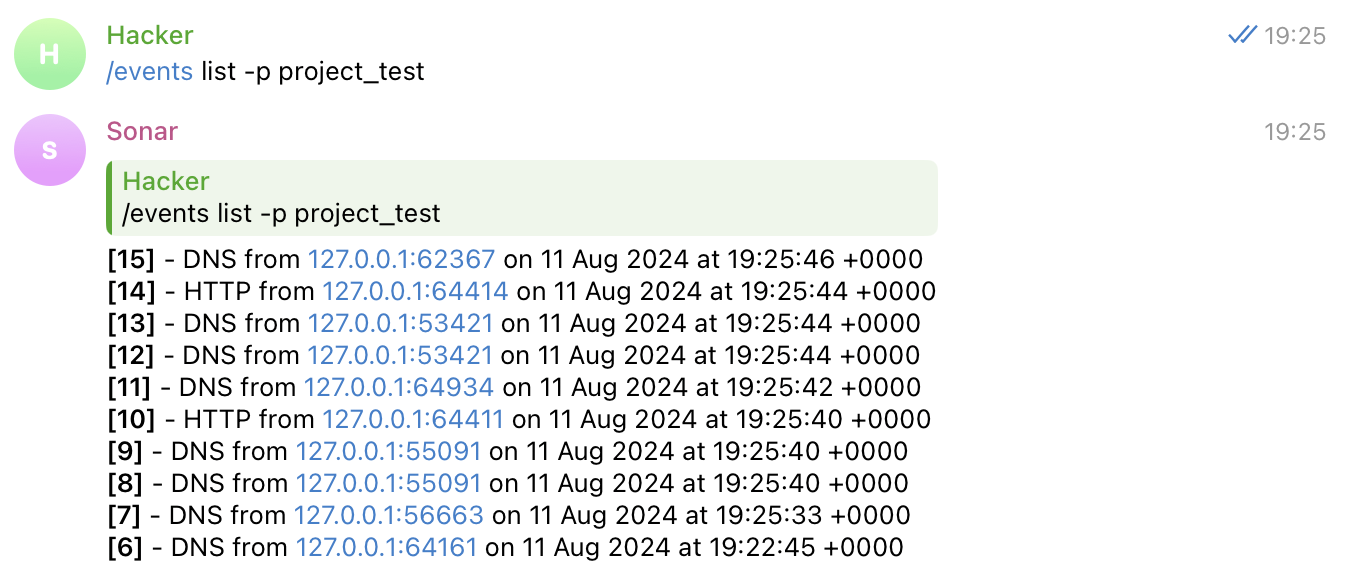 H
Hacker
19:25
/events list -p project_test
S
Sonar
19:25
Hacker
/events list -p project_test
[15] - DNS from 127.0.0.1:62367 on 11 Aug 2024 at 19:25:46 +0000
[14] - HTTP from 127.0.0.1:64414 on 11 Aug 2024 at 19:25:44 +0000
[13] - DNS from 127.0.0.1:53421 on 11 Aug 2024 at 19:25:44 +0000
[12] - DNS from 127.0.0.1:53421 on 11 Aug 2024 at 19:25:44 +0000
[11] - DNS from 127.0.0.1:64934 on 11 Aug 2024 at 19:25:42 +0000
[10] - HTTP from 127.0.0.1:64411 on 11 Aug 2024 at 19:25:40 +0000
[9] - DNS from 127.0.0.1:55091 on 11 Aug 2024 at 19:25:40 +0000
[8] - DNS from 127.0.0.1:55091 on 11 Aug 2024 at 19:25:40 +0000
[7] - DNS from 127.0.0.1:56663 on 11 Aug 2024 at 19:25:33 +0000
[6] - DNS from 127.0.0.1:64161 on 11 Aug 2024 at 19:22:45 +0000